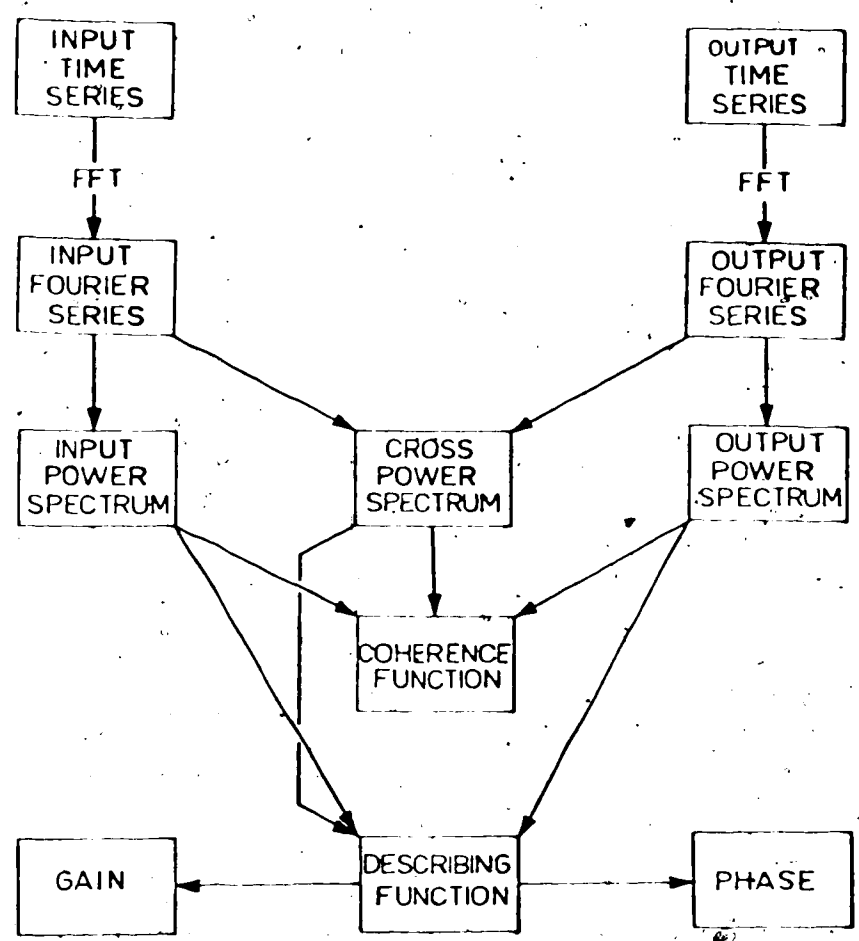 INPUT
TIME
SERIES
OUTPUT
TIME
SERIES
FFT
FFT
INPUT
FOURIER
SERIES
OUTPUT
FOURIER
SERIES
INPUT
POWER
SPECTRUM
CROSS
POWER
SPECTRUM
OUTPUT
POWER
SPECTRUM
COHERENCE
FUNCTION
GAIN
DESCRIBING
FUNCTION
PHASE